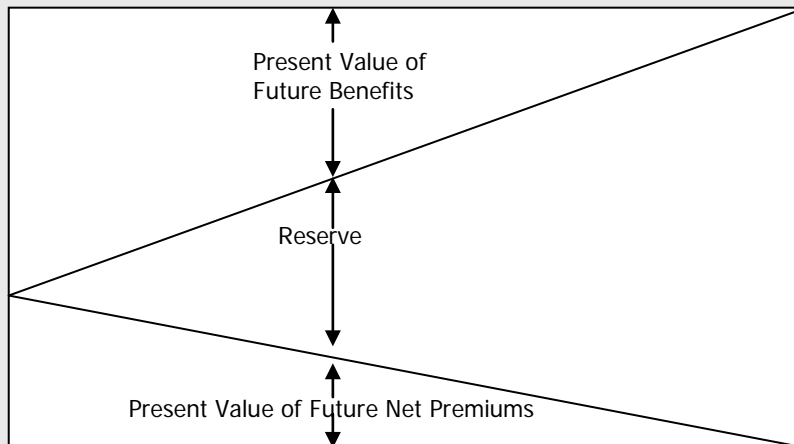 Present Value of
Future Benefits
Reserve
Present Value of Future Net Premiums